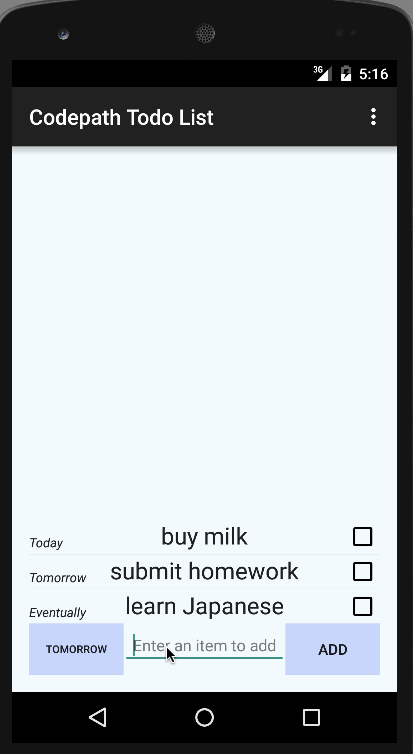 3G 5:16
Codepath Todo List
Today buy milk
Tomorrow submit homework
Eventually learn Japanese
TOMORROW Enter an item to add ADD